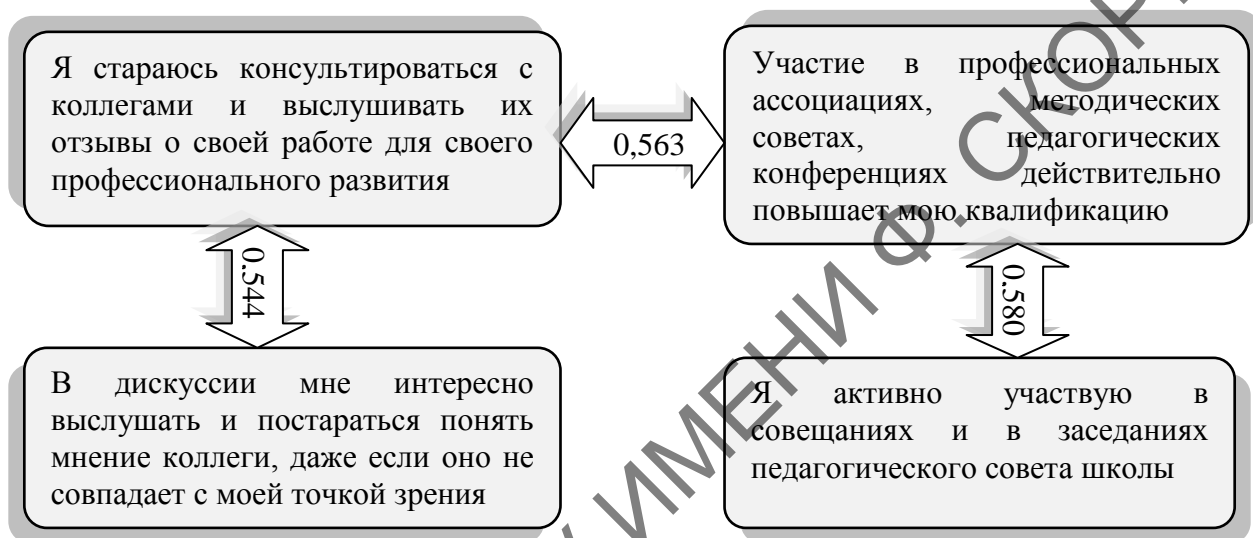 Я стараюсь консультироваться с
коллегами и выслушивать их
отзывы о своей работе для своего
профессионального развития
0,563
Участие в профессиональных
ассоциациях, методических
советах, педагогических
конференциях действительно
повышает мою квалификацию
0.544
0.580
В дискуссии мне интересно
выслушать и постараться понять
мнение коллеги, даже если оно не
совпадает с моей точкой зрения
Я активно участвую в
совещаниях и в заседаниях
педагогического совета школы
ИМЕНИ Ф. СКОР